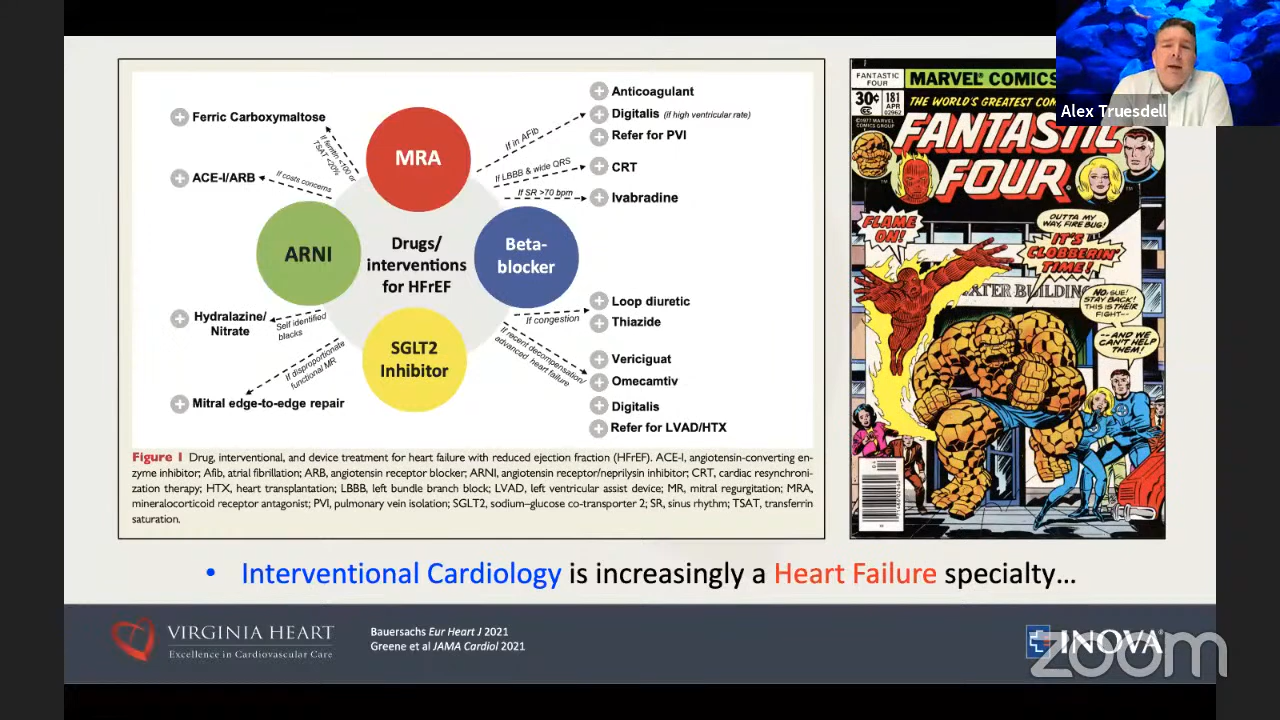 Ferric Carboxymaltose
If ferritin <100 or
TSAT <20%
ACE-I/ARB
If costs concerns
MRA
ARNI
Drugs/
interventions
for HFrEF
Beta-
blocker
SGLT2
Inhibitor
Hydralazine/
Nitrate
Self identified
blacks
If disproportionate
functional MR
Mitral edge-to-edge repair
If in AFib
Anticoagulant
Digitalis (if high ventricular rate)
Refer for PVI
If LBBB & wide QRS
CRT
If SR >70 bpm
Ivabradine
If congestion
Loop diuretic
Thiazide
If recent decompensation/
advanced heart failure
Vericiguat
Omecamtiv
Digitalis
Refer for LVAD/HTX
Figure 1 Drug, interventional, and device treatment for heart failure with reduced ejection fraction (HFrEF). ACE-I, angiotensin-converting en-
zyme inhibitor; Afib, atrial fibrillation; ARB, angiotensin receptor blocker; ARNI, angiotensin receptor/neprilysin inhibitor; CRT, cardiac resynchroni-
zation therapy; HTX, heart transplantation; LBBB, left bundle branch block; LVAD, left ventricular assist device; MR, mitral regurgitation; MRA,
mineralocorticoid receptor antagonist; PVI, pulmonary vein isolation; SGLT2, sodium–glucose co-transporter 2; SR, sinus rhythm; TSAT, transferrin
saturation.
Alex Truesdell
FANTASTIC
FOUR
MARVEL COMICS
30¢
181
APR
THE WORLD'S GREATEST COM
FANTASTIC
FOUR.
FLAME
ON!
OUTTA MY
WAY, FIRE BUG!
IT'S
CLOBBERIN'
TIME!
XTER BUILDING
NO, SUE!
STAY BACK!
THIS IS THEIR
FIGHT--
--AND WE
CAN'T HELP
THEM!
• Interventional Cardiology is increasingly a Heart Failure specialty...
VIRGINIA HEART
Excellence in Cardiovascular Care
Bauersachs Eur Heart J 2021
Greene et al JAMA Cardiol 2021
INOVA
zoom